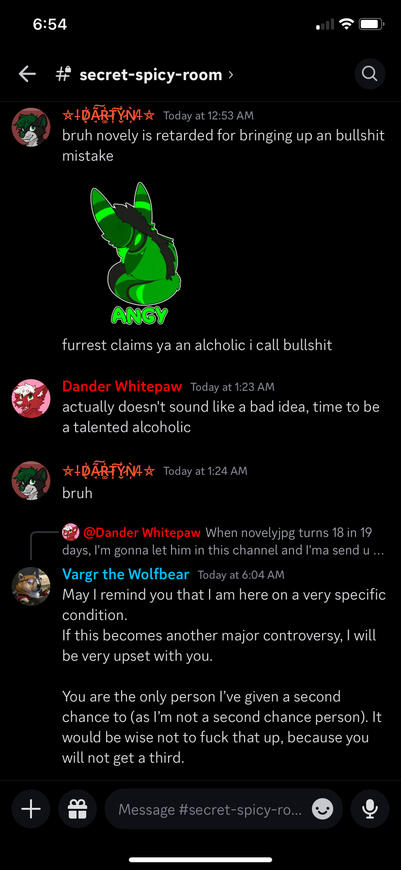 6:54
secret-spicy-room
☆ɫDARTYNɫ☆ Today at 12:53 AM
bruh novely is retarded for bringing up an bullshit
mistake
ANGY
furrest claims ya an alcholic i call bullshit
Dander Whitepaw Today at 1:23 AM
actually doesn't sound like a bad idea, time to be
a talented alcoholic
☆ɫDARTYNɫ☆ Today at 1:24 AM
bruh
@Dander Whitepaw When novelyjpg turns 18 in 19
days, I'm gonna let him in this channel and I'ma send u ...
Vargr the Wolfbear Today at 6:04 AM
May I remind you that I am here on a very specific
condition.
If this becomes another major controversy, I will
be very upset with you.
You are the only person I've given a second
chance to (as I'm not a second chance person). It
would be wise not to fuck that up, because you
will not get a third.
Message #secret-spicy-ro...